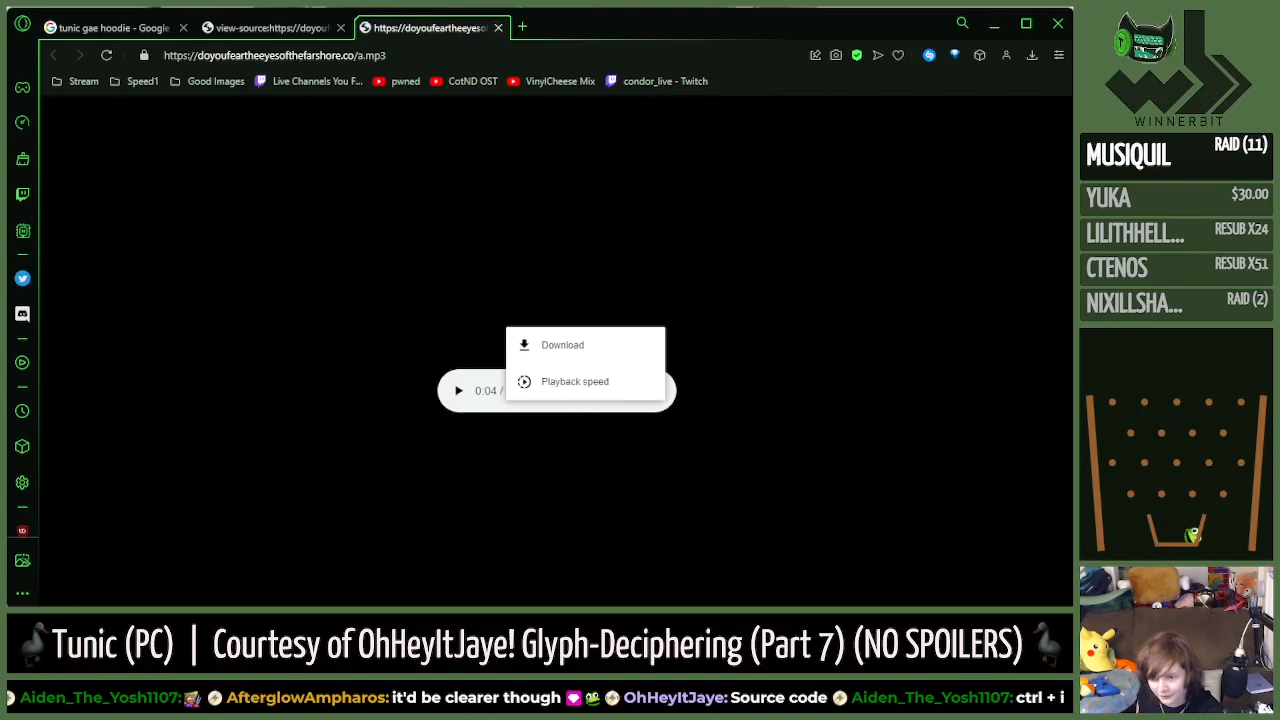 tunic gae hoodie - Google
view-source:https://doyou
https://doyoufeartheeyeso
https://doyoufeartheeyesofthefarshore.co/a.mp3
Stream
Speed1
Good Images
Live Channels You F...
pwned
CotND OST
VinylCheese Mix
condor_live - Twitch
Download
Playback speed
0:04 /
WINNERBIT
MUSIQUIL RAID (11)
YUKA $30.00
LILITHHELL... RESUB X24
CTENOS RESUB X51
NIXILLSHA... RAID (2)
Tunic (PC) | Courtesy of OhHeyItJaye! Glyph-Deciphering (Part 7) (NO SPOILERS)
Aiden_The_Yosh1107: AfterglowAmpharos: it'd be clearer though OhHeyItJaye: Source code Aiden_The_Yosh1107: ctrl + i